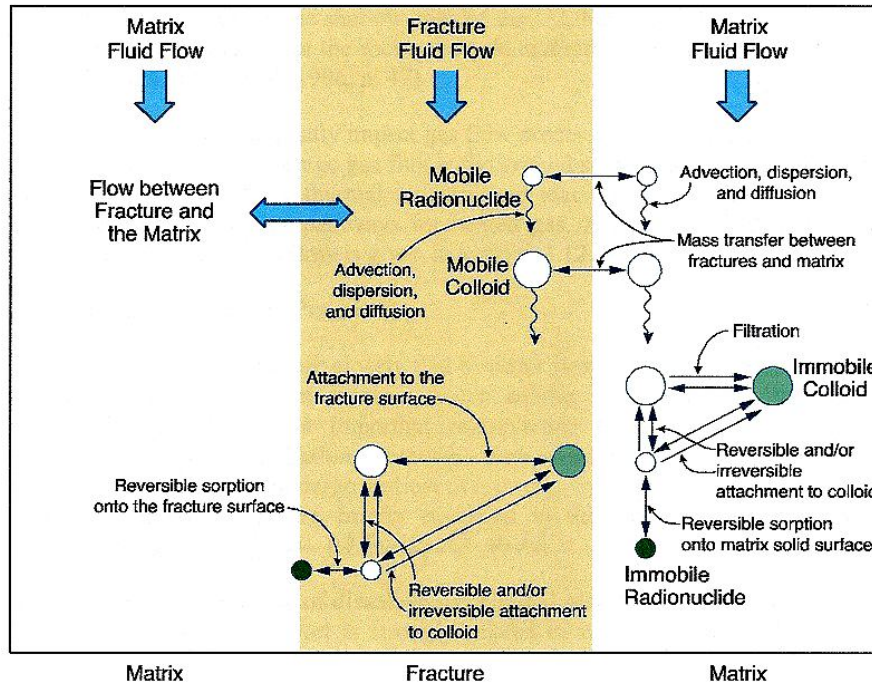 Matrix
Fluid Flow
Fracture
Fluid Flow
Matrix
Fluid Flow
Flow between
Fracture and
the Matrix
Mobile
Radionuclide
Advection, dispersion,
and diffusion
Mass transfer between
fractures and matrix
Advection,
dispersion,
and diffusion
Mobile
Colloid
Filtration
Immobile
Colloid
Attachment to the
fracture surface
Reversible and/or
irreversible
attachment to colloid
Reversible sorption
onto the fracture surface
Reversible sorption
onto matrix solid surface
Immobile
Radionuclide
Reversible and/or
irreversible attachment
to colloid
Matrix
Fracture
Matrix